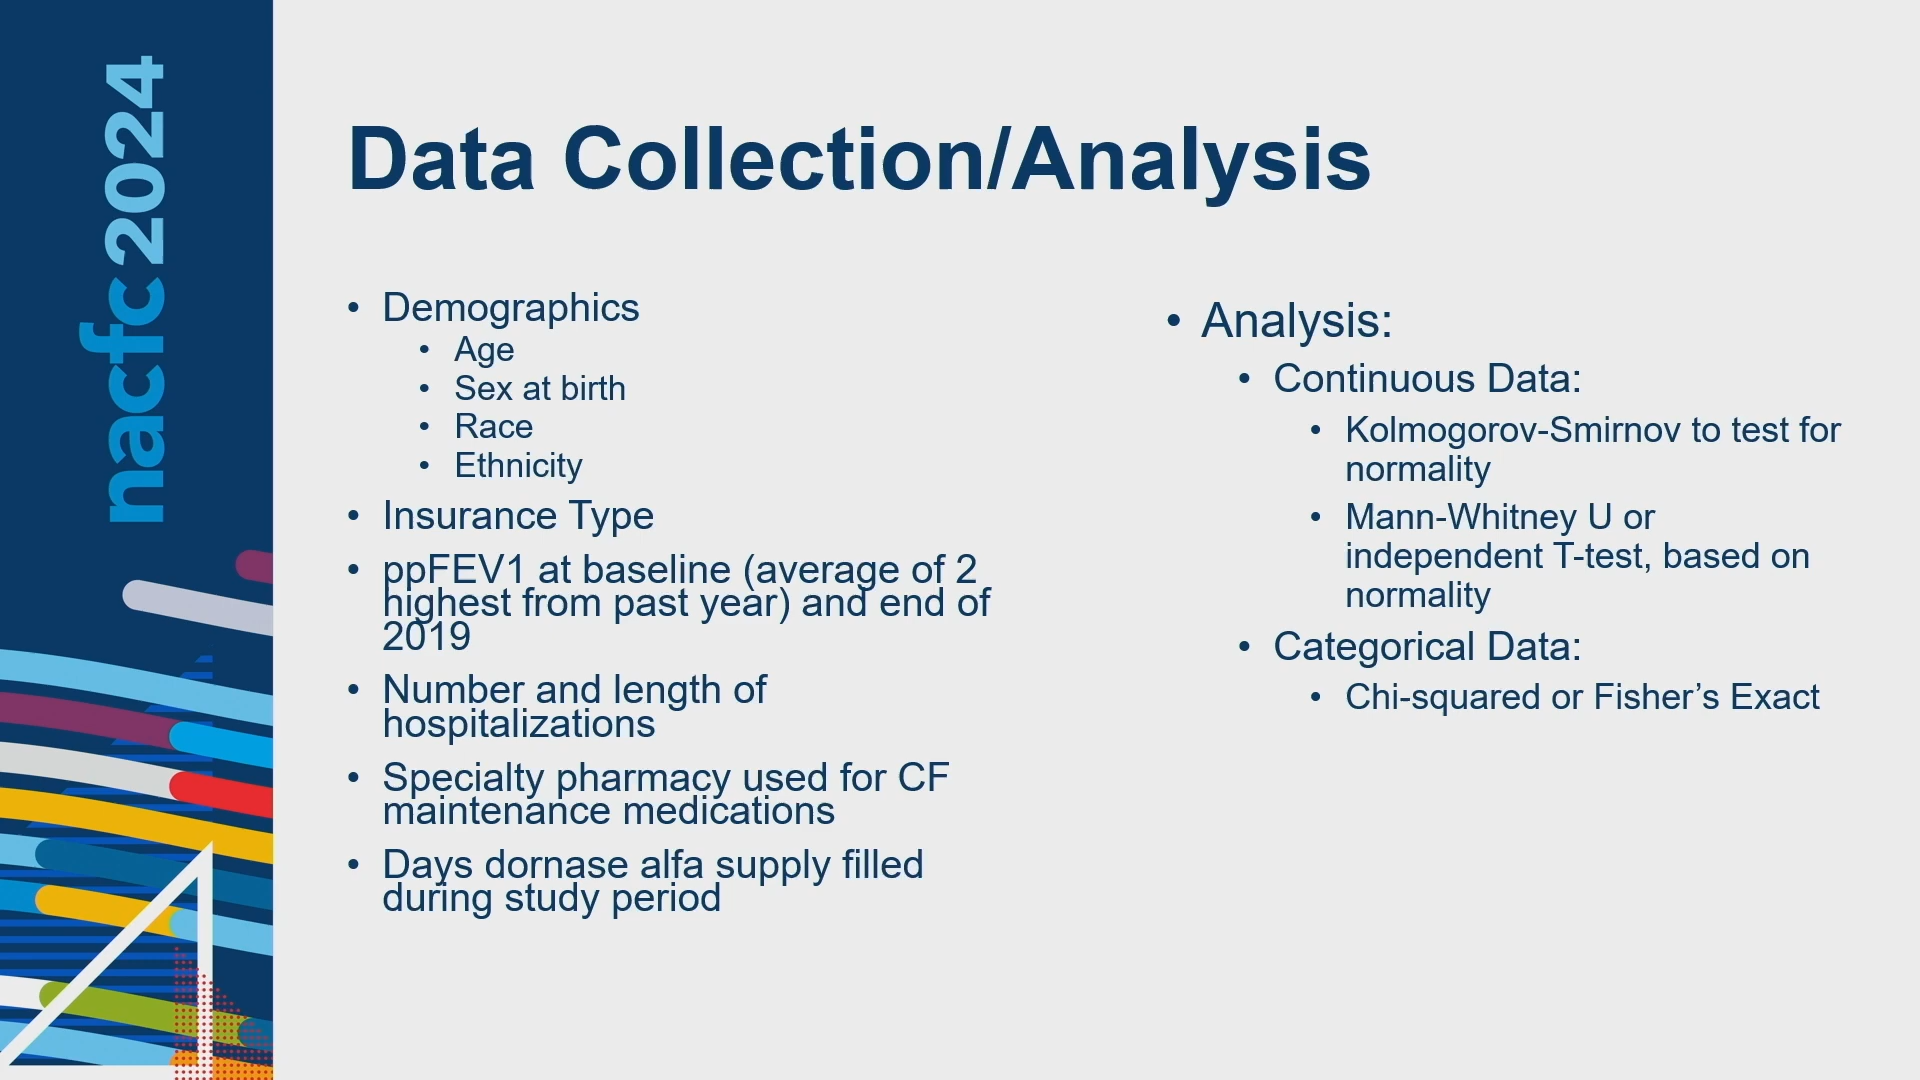 nacfc 2024
Data Collection/Analysis
• Demographics
• Age
• Sex at birth
• Race
• Ethnicity
• Insurance Type
• ppFEV1 at baseline (average of 2
highest from past year) and end of
2019
• Number and length of
hospitalizations
• Specialty pharmacy used for CF
maintenance medications
• Days dornase alfa supply filled
during study period
• Analysis:
• Continuous Data:
• Kolmogorov-Smirnov to test for
normality
• Mann-Whitney U or
independent T-test, based on
normality
• Categorical Data:
• Chi-squared or Fisher’s Exact